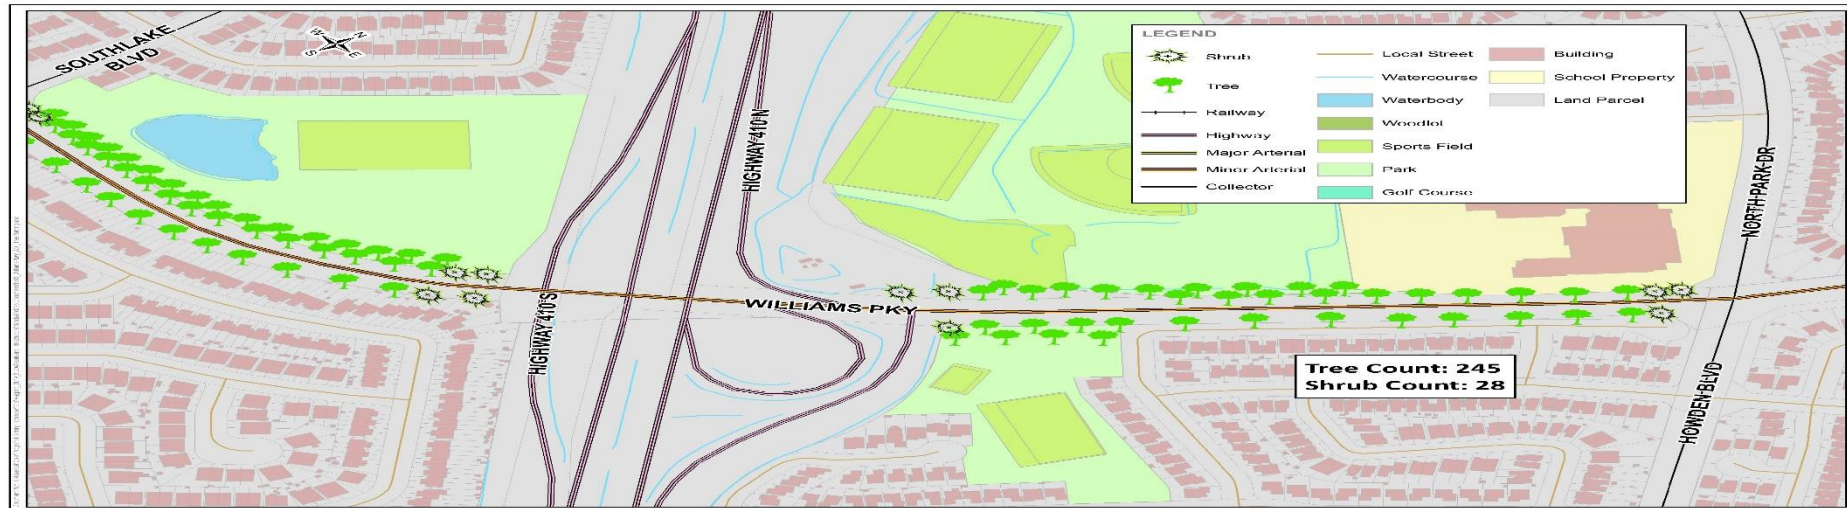 SOUTHLAKE
BLVD
N
W
E
S
HIGHWAY 410 N
HIGHWAY 410 S
WILLIAMS PKY
NORTH PARK DR
HOWDEN BLVD
LEGEND
Shrub
Tree
Railway
Highway
Major Arterial
Minor Arterial
Collector
Local Street
Watercourse
Waterbody
Woodlot
Sports Field
Park
Golf Course
Building
School Property
Land Parcel
Tree Count: 245
Shrub Count: 28